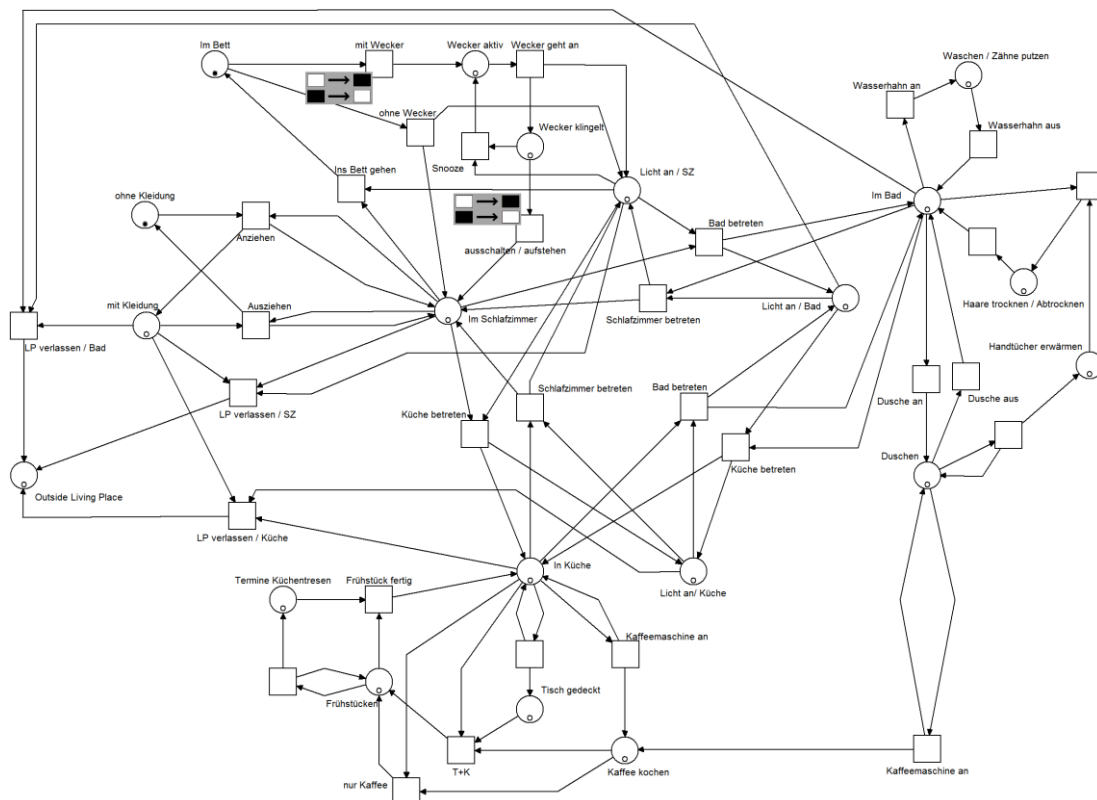 Im Bett
mit Wecker
Wecker aktiv
Wecker geht an
Waschen / Zähne putzen
Wasserhahn an
ohne Wecker
Wecker klingelt
Wasserhahn aus
Snooze
Ins Bett gehen
Licht an / SZ
ohne Kleidung
Im Bad
Bad betreten
Anziehen
ausschalten / aufstehen
mit Kleidung
Ausziehen
Im Schlafzimmer
Schlafzimmer betreten
Licht an / Bad
Haare trocknen / Abtrocknen
LP verlassen / Bad
Handtücher erwärmen
Schlafzimmer betreten
Bad betreten
Dusche an
Dusche aus
LP verlassen / SZ
Küche betreten
Duschen
Küche betreten
Outside Living Place
LP verlassen / Küche
In Küche
Licht an/ Küche
Termine Küchentresen
Frühstück fertig
Kaffeemaschine an
Tisch gedeckt
Frühstücken
T+K
Kaffee kochen
Kaffeemaschine an
nur Kaffee